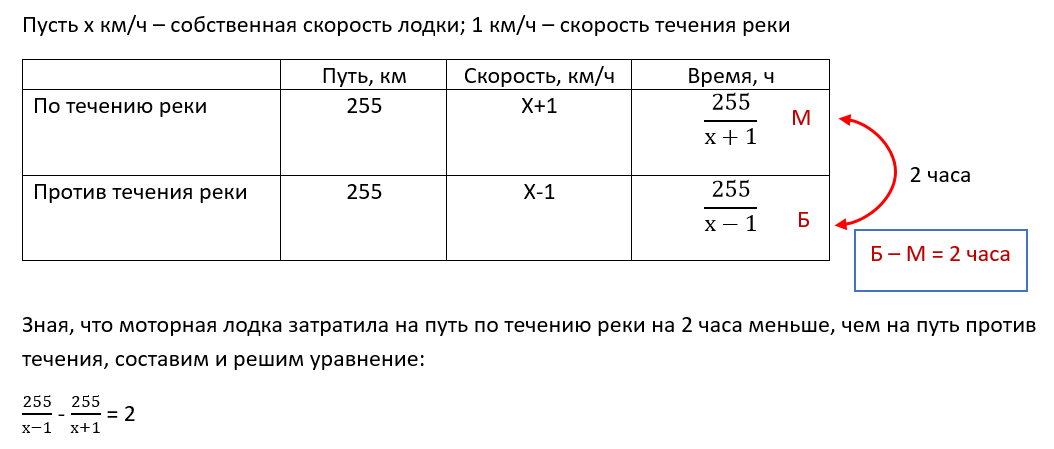 Пусть x км/ч – собственная скорость лодки; 1 км/ч – скорость течения реки
Путь, км Скорость, км/ч Время, ч
По течению реки 255 X+1 255/(x + 1) М
2 часа
Против течения реки 255 X-1 255/(x − 1) Б
Б – М = 2 часа
Зная, что моторная лодка затратила на путь по течению реки на 2 часа меньше, чем на путь против
течения, составим и решим уравнение:
255/(x−1) - 255/(x+1) = 2